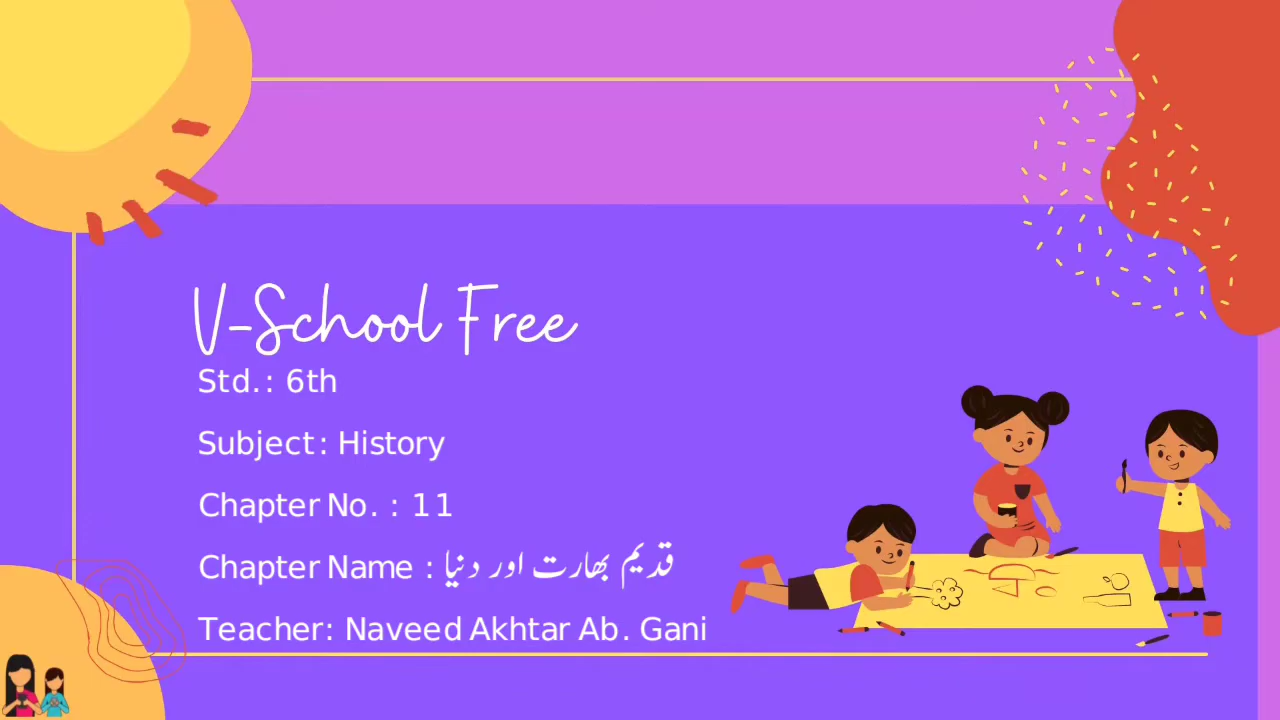 V-School Free
Std.: 6th
Subject: History
Chapter No. : 11
Chapter Name : قدیم بھارت اور دنیا
Teacher: Naveed Akhtar Ab. Gani